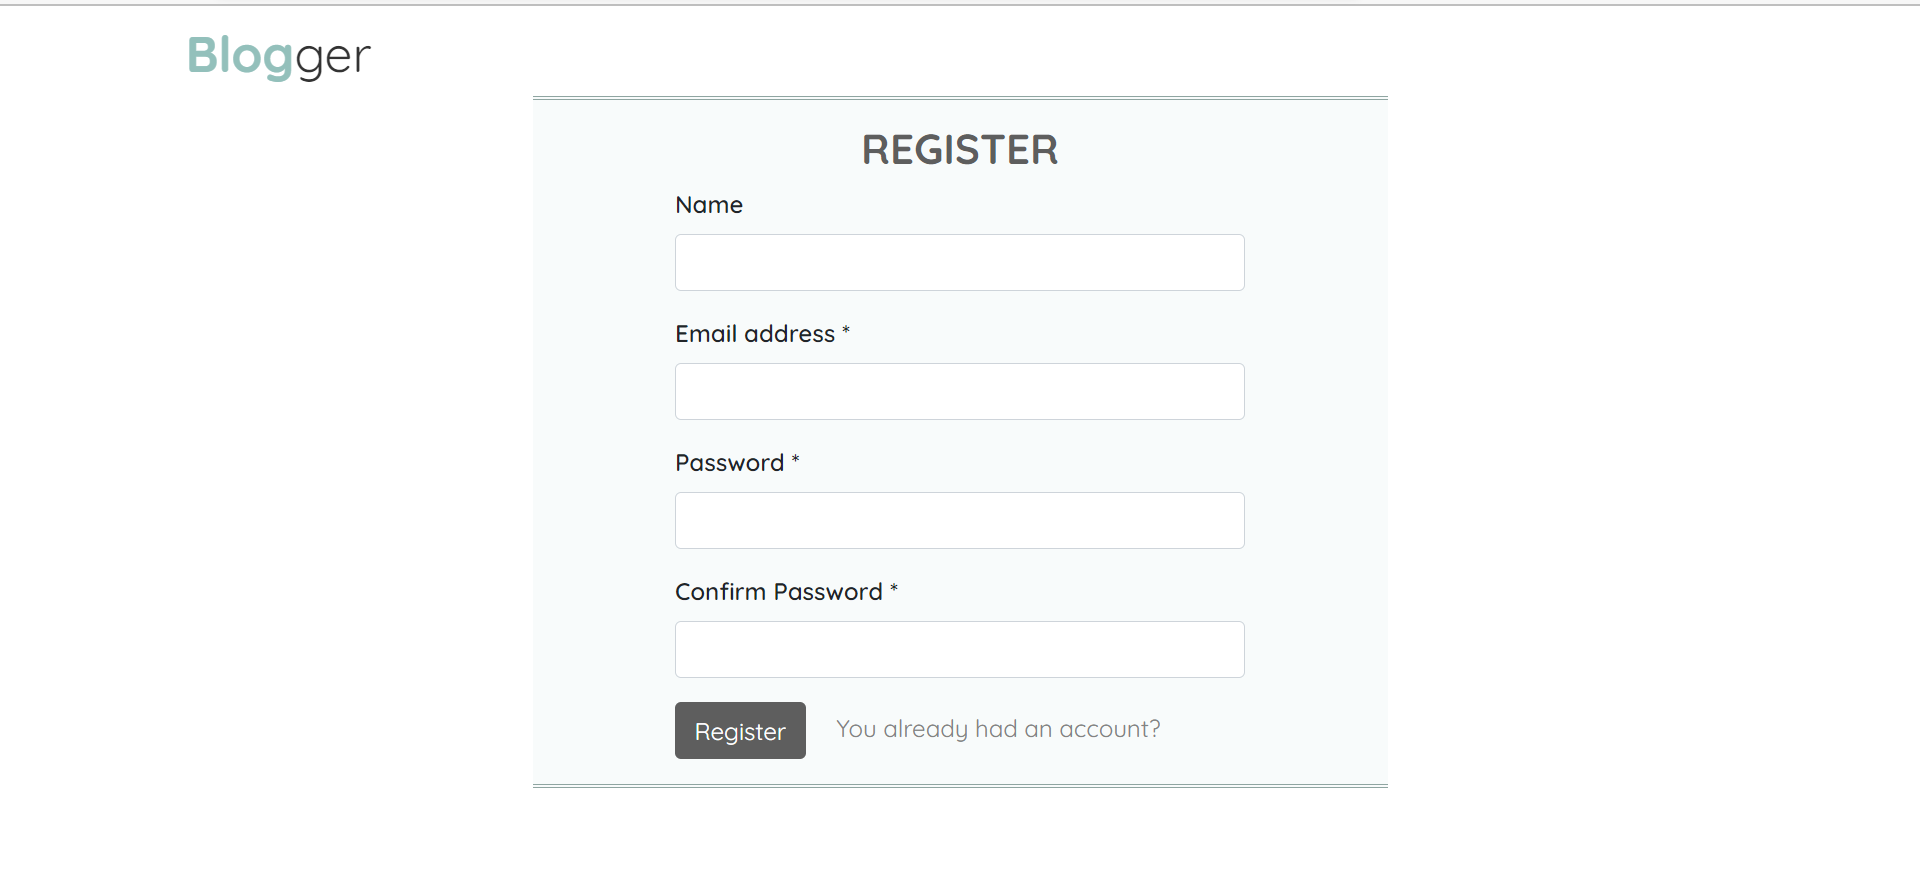 Blogger
REGISTER
Name
Email address *
Password *
Confirm Password *
Register
You already had an account?